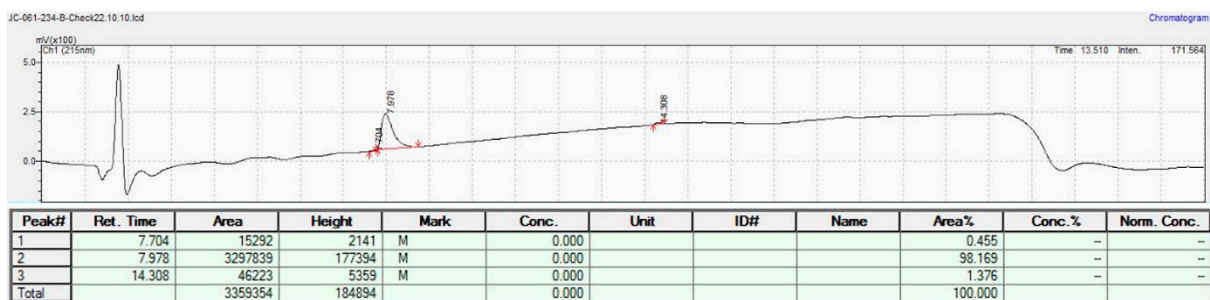 JC-061-234-B-Check22.10.10.lcd Chromatogram
mV(x100)
Ch1 (215nm) Time 13.510 Inten. 171.564
5.0
2.5
0.0
7.978
Peak# Ret. Time Area Height Mark Conc. Unit ID# Name Area% Conc.% Norm. Conc.
1 7.704 15292 2141 M 0.000 0.455 -- --
2 7.978 3297839 177394 M 0.000 98.169 -- --
3 14.308 46223 5359 M 0.000 1.376 -- --
Total 3359354 184894 0.000 100.000